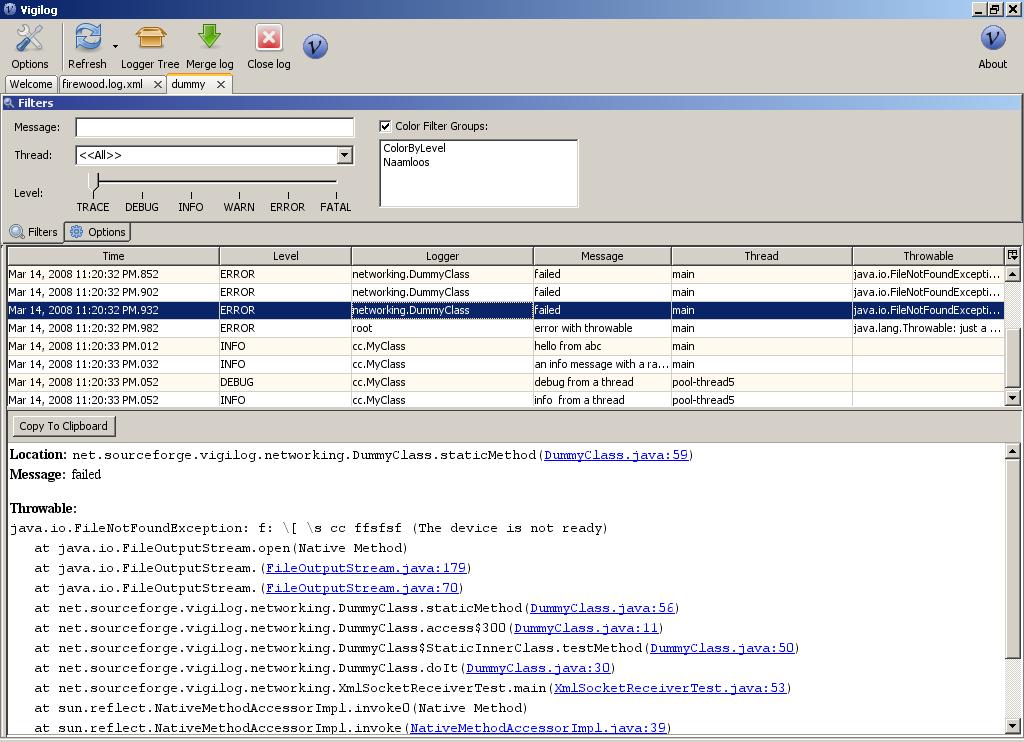 Vigilog
Options Refresh Logger Tree Merge log Close log About
Welcome firewood.log.xml dummy
Filters
Message: Color Filter Groups:
ColorByLevel
Thread: <<All>> Naamloos
Level:
TRACE DEBUG INFO WARN ERROR FATAL
Filters Options
Time Level Logger Message Thread Throwable
Mar 14, 2008 11:20:32 PM.852 ERROR networking.DummyClass failed main java.io.FileNotFoundExcepti...
Mar 14, 2008 11:20:32 PM.902 ERROR networking.DummyClass failed main java.io.FileNotFoundExcepti...
Mar 14, 2008 11:20:32 PM.932 ERROR networking.DummyClass failed main java.io.FileNotFoundExcepti...
Mar 14, 2008 11:20:32 PM.982 ERROR root error with throwable main java.lang.Throwable: just a ...
Mar 14, 2008 11:20:33 PM.012 INFO cc.MyClass hello from abc main
Mar 14, 2008 11:20:33 PM.032 INFO cc.MyClass an info message with a ra... main
Mar 14, 2008 11:20:33 PM.052 DEBUG cc.MyClass debug from a thread pool-thread5
Mar 14, 2008 11:20:33 PM.052 INFO cc.MyClass info from a thread pool-thread5
Copy To Clipboard
Location: net.sourceforge.vigilog.networking.DummyClass.staticMethod(DummyClass.java:59)
Message: failed
Throwable:
java.io.FileNotFoundException: f: \[ \s cc ffsfsf (The device is not ready)
at java.io.FileOutputStream.open(Native Method)
at java.io.FileOutputStream.(FileOutputStream.java:179)
at java.io.FileOutputStream.(FileOutputStream.java:70)
at net.sourceforge.vigilog.networking.DummyClass.staticMethod(DummyClass.java:56)
at net.sourceforge.vigilog.networking.DummyClass.access$300(DummyClass.java:11)
at net.sourceforge.vigilog.networking.DummyClass$StaticInnerClass.testMethod(DummyClass.java:50)
at net.sourceforge.vigilog.networking.DummyClass.doIt(DummyClass.java:30)
at net.sourceforge.vigilog.networking.XmlSocketReceiverTest.main(XmlSocketReceiverTest.java:53)
at sun.reflect.NativeMethodAccessorImpl.invoke0(Native Method)
at sun.reflect.NativeMethodAccessorImpl.invoke(NativeMethodAccessorImpl.java:39)